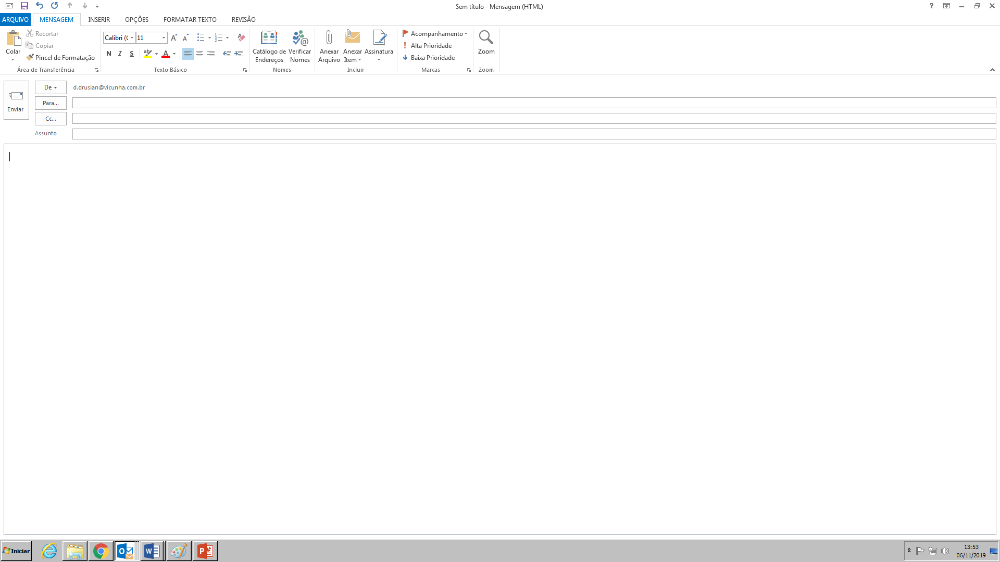 Sem título - Mensagem (HTML)
ARQUIVO MENSAGEM INSERIR OPÇÕES FORMATAR TEXTO REVISÃO
Colar
Recortar
Copiar
Pincel de Formatação
Área de Transferência
Calibri (C 11
N I S
Texto Básico
Catálogo de Endereços
Verificar Nomes
Nomes
Anexar Arquivo
Anexar Item
Assinatura
Incluir
Acompanhamento
Alta Prioridade
Baixa Prioridade
Marcas
Zoom
Zoom
Enviar
De d.drusian@vicunha.com.br
Para...
Cc...
Assunto
Iniciar
13:53
06/11/2019